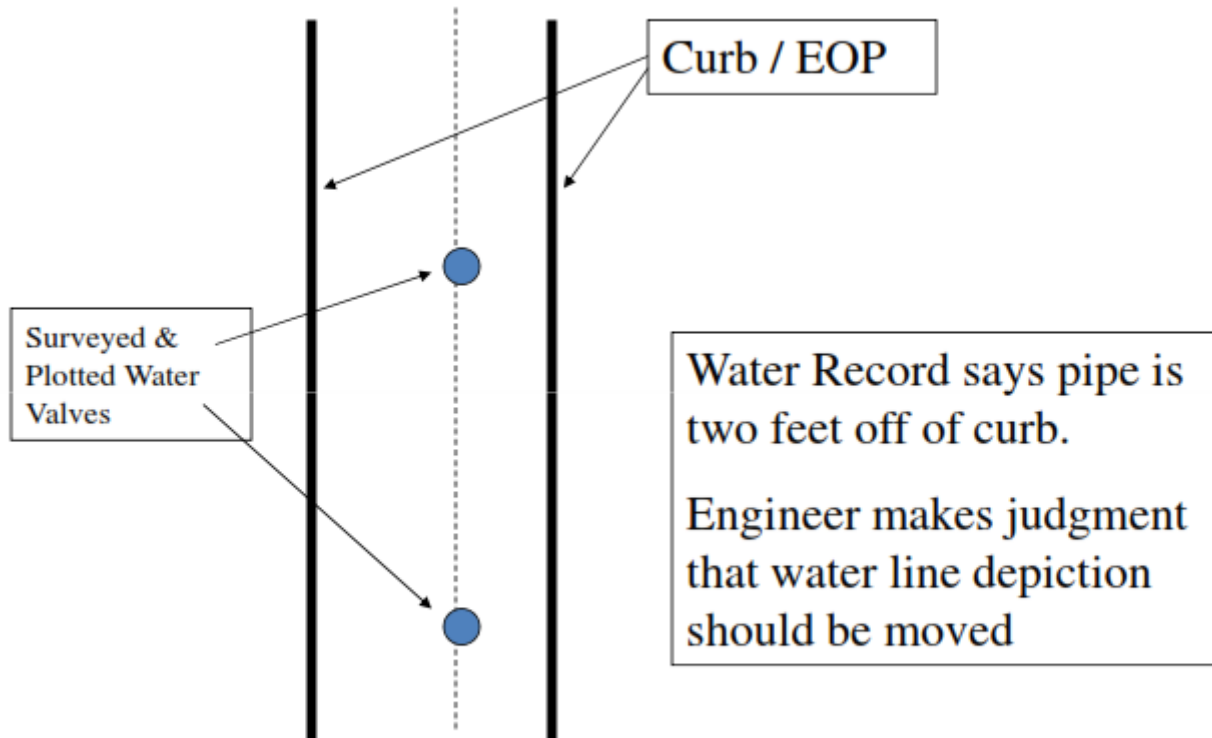 Curb / EOP
Surveyed &
Plotted Water
Valves
Water Record says pipe is
two feet off of curb.
Engineer makes judgment
that water line depiction
should be moved